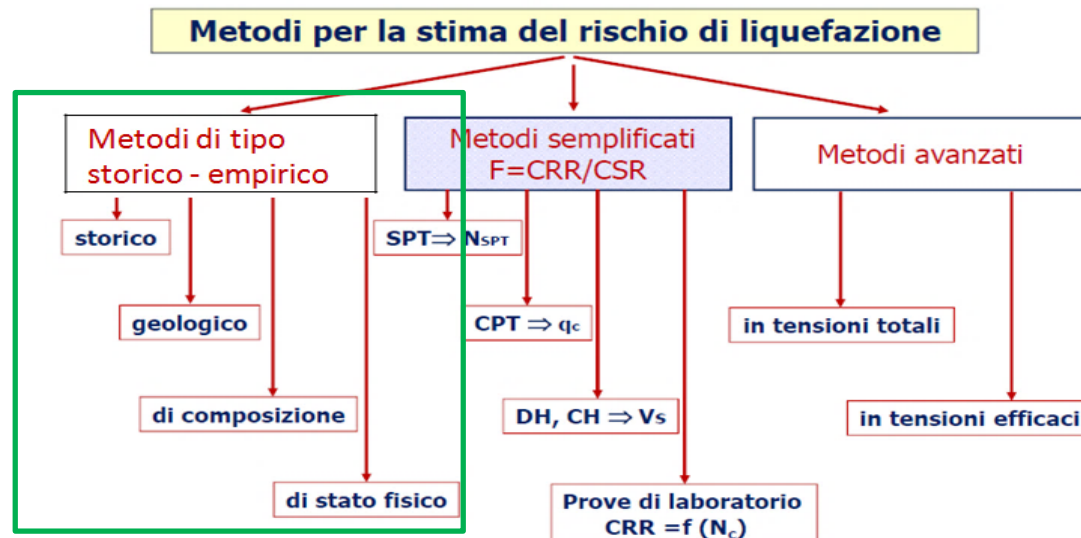 Metodi per la stima del rischio di liquefazione
Metodi di tipo
storico - empirico
Metodi semplificati
F=CRR/CSR
Metodi avanzati
storico
geologico
di composizione
di stato fisico
SPT⇒ NSPT
CPT ⇒ qc
DH, CH ⇒ VS
Prove di laboratorio
CRR =f (NC)
in tensioni totali
in tensioni efficaci